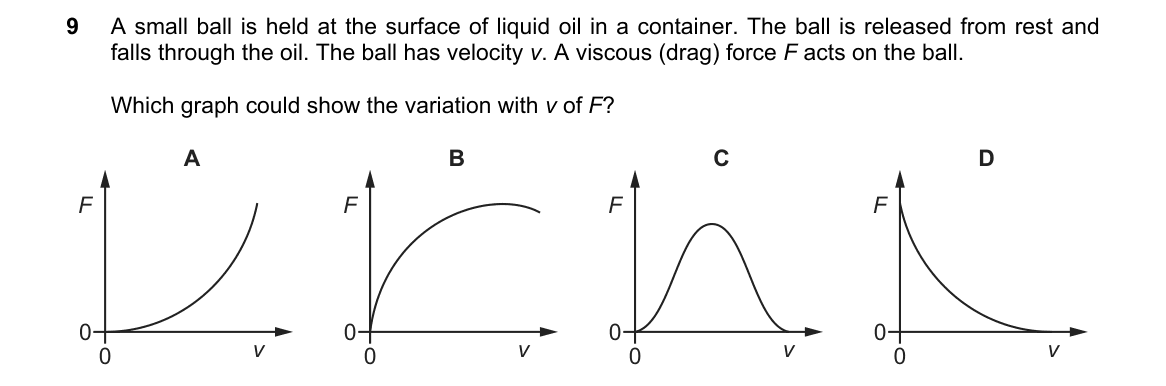 9 A small ball is held at the surface of liquid oil in a container. The ball is released from rest and
falls through the oil. The ball has velocity v. A viscous (drag) force F acts on the ball.
Which graph could show the variation with v of F?
A B C D
F F F F
0 0 0 0
0 v 0 v 0 v 0 v